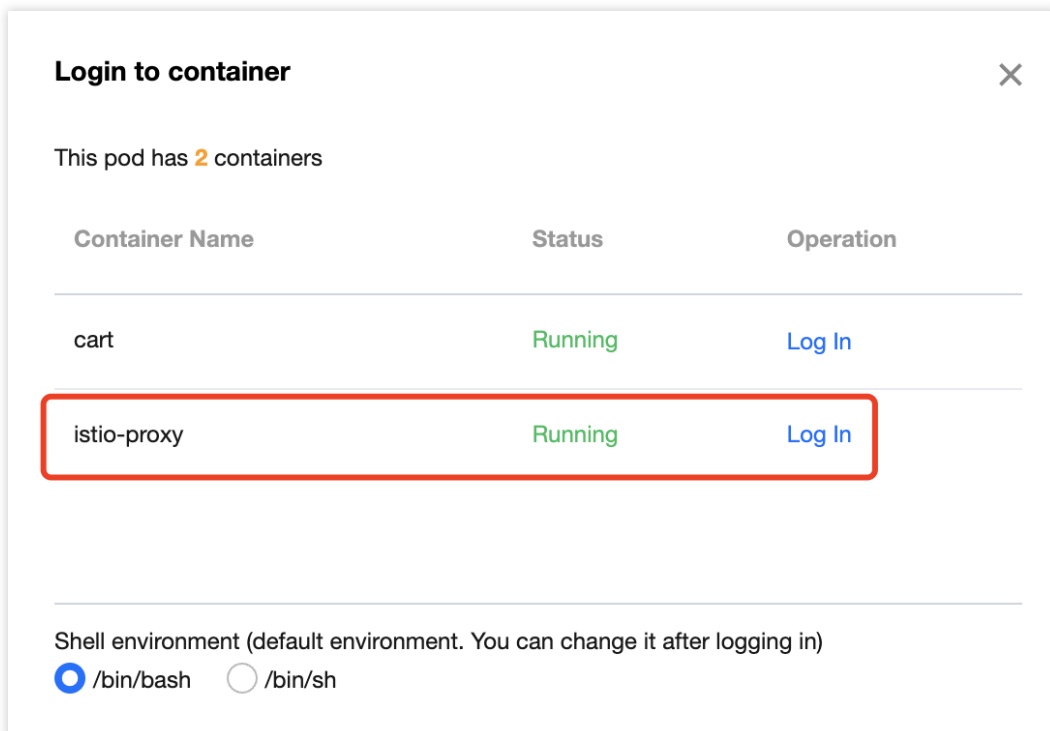 Login to container
This pod has 2 containers
Container Name Status Operation
cart Running Log In
istio-proxy Running Log In
Shell environment (default environment. You can change it after logging in)
/bin/bash /bin/sh